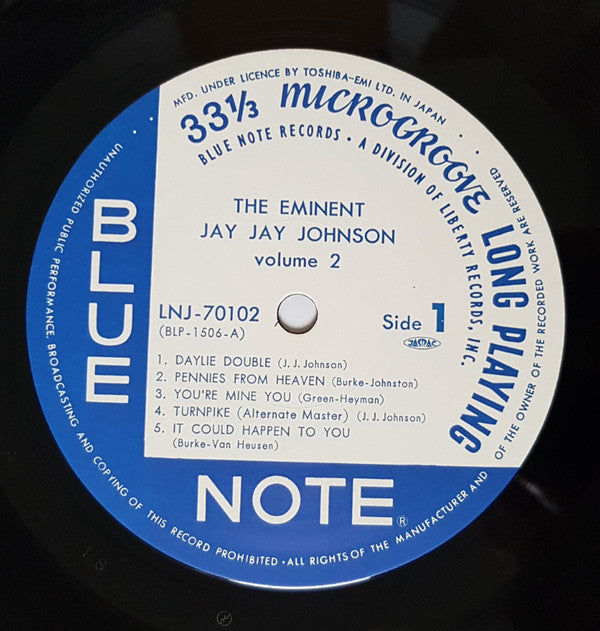 MFD. UNDER LICENCE BY TOSHIBA-EMI LTD. IN JAPAN
33⅓ MICROGROOVE LONG PLAYING
BLUE NOTE RECORDS • A DIVISION OF LIBERTY RECORDS, INC.
THE EMINENT
JAY JAY JOHNSON
volume 2
LNJ-70102
(BLP-1506-A)
Side 1
JASRAC
1. DAYLIE DOUBLE (J. J. Johnson)
2. PENNIES FROM HEAVEN (Burke-Johnston)
3. YOU'RE MINE YOU (Green-Heyman)
4. TURNPIKE (Alternate Master) (J. J. Johnson)
5. IT COULD HAPPEN TO YOU
(Burke-Van Heusen)
BLUE
NOTE®
UNAUTHORIZED PUBLIC PERFORMANCE, BROADCASTING AND COPYING OF THIS RECORD PROHIBITED • ALL RIGHTS OF THE MANUFACTURER AND OF THE OWNER OF THE RECORDED WORK ARE RESERVED